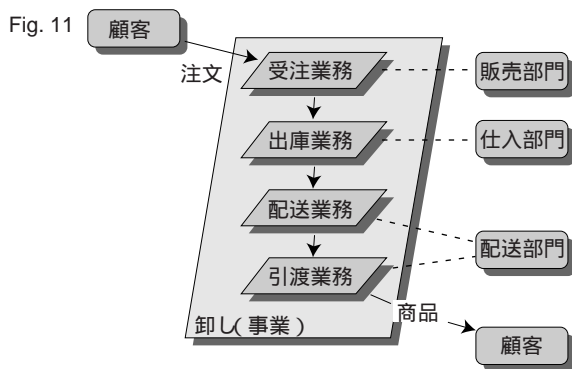 Fig. 11
顧客
注文
受注業務
販売部門
出庫業務
仕入部門
配送業務
配送部門
引渡業務
商品
卸し(事業)
顧客